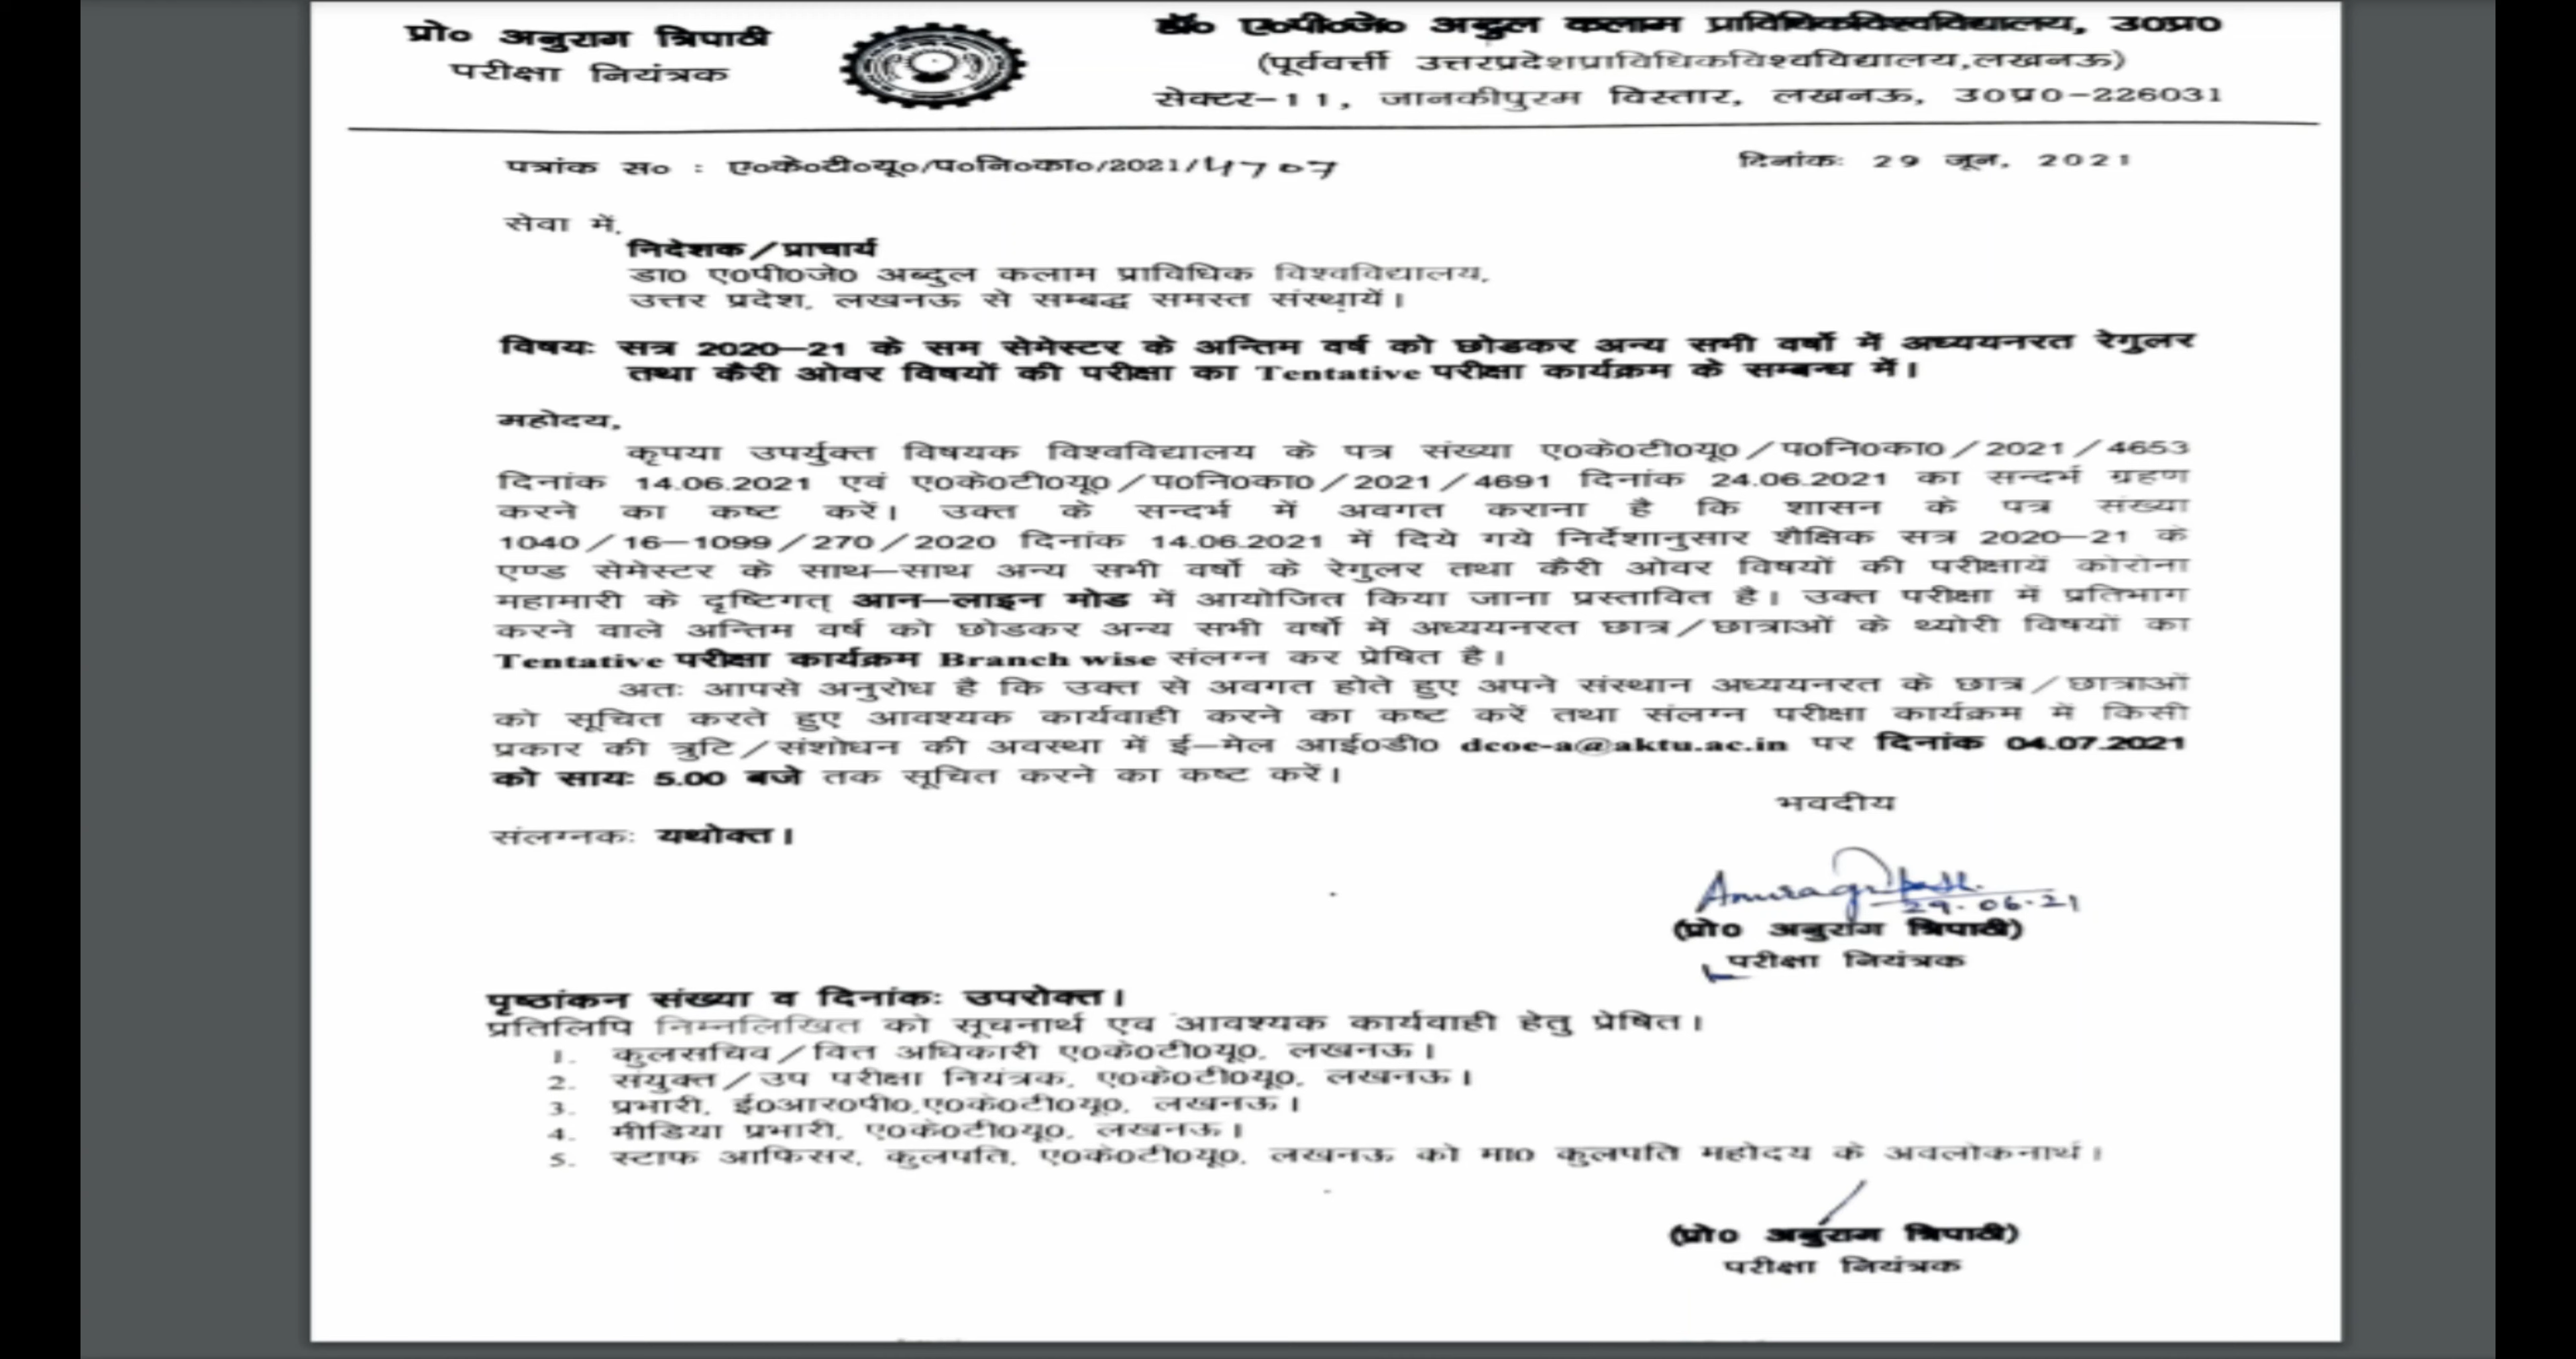 प्रो० अनुराग त्रिपाठी
परीक्षा नियंत्रक
डॉ० ए०पी०जे० अब्दुल कलाम प्राविधिकविश्वविद्यालय, उ0प्र0
(पूर्ववर्त्ती उत्तरप्रदेशप्राविधिकविश्वविद्यालय,लखनऊ)
सेक्टर-11, जानकीपुरम विस्तार, लखनऊ, उ0प्र0-226031
पत्रांक स० : ए०के०टी०यू०/प०नि०का०/2021/4707
दिनांकः 29 जून, 2021
सेवा में,
निदेशक/प्राचार्य
डा0 ए0पी0जे0 अब्दुल कलाम प्राविधिक विश्वविद्यालय,
उत्तर प्रदेश, लखनऊ से सम्बद्ध समस्त संस्थायें।
विषयः सत्र 2020-21 के सम सेमेस्टर के अन्तिम वर्ष को छोडकर अन्य सभी वर्षो में अध्ययनरत रेगुलर
तथा कैरी ओवर विषयों की परीक्षा का Tentative परीक्षा कार्यक्रम के सम्बन्ध में।
महोदय,
कृपया उपर्युक्त विषयक विश्वविद्यालय के पत्र संख्या ए0के0टी0यू0/प0नि0का0/2021/4653
दिनांक 14.06.2021 एवं ए0के0टी0यू0/प0नि0का0/2021/4691 दिनांक 24.06.2021 का सन्दर्भ ग्रहण
करने का कष्ट करें। उक्त के सन्दर्भ में अवगत कराना है कि शासन के पत्र संख्या
1040/16-1099/270/2020 दिनांक 14.06.2021 में दिये गये निर्देशानुसार शैक्षिक सत्र 2020-21 के
एण्ड सेमेस्टर के साथ-साथ अन्य सभी वर्षो के रेगुलर तथा कैरी ओवर विषयों की परीक्षायें कोरोना
महामारी के दृष्टिगत् आन-लाइन मोड में आयोजित किया जाना प्रस्तावित है। उक्त परीक्षा में प्रतिभाग
करने वाले अन्तिम वर्ष को छोडकर अन्य सभी वर्षो में अध्ययनरत छात्र/छात्राओं के थ्योरी विषयों का
Tentative परीक्षा कार्यक्रम Branch wise संलग्न कर प्रेषित है।
अतः आपसे अनुरोध है कि उक्त से अवगत होते हुए अपने संस्थान अध्ययनरत के छात्र/छात्राओं
को सूचित करते हुए आवश्यक कार्यवाही करने का कष्ट करें तथा संलग्न परीक्षा कार्यक्रम में किसी
प्रकार की त्रुटि/संशोधन की अवस्था में ई-मेल आई0डी0 dcoe-a@aktu.ac.in पर दिनांक 04.07.2021
को सायः 5.00 बजे तक सूचित करने का कष्ट करें।
भवदीय
संलग्नकः यथोक्त।
Anurag Tripathi
29.06.21
(प्रो0 अनुराग त्रिपाठी)
परीक्षा नियंत्रक
पृष्ठांकन संख्या व दिनांकः उपरोक्त।
प्रतिलिपि निम्नलिखित को सूचनार्थ एव आवश्यक कार्यवाही हेतु प्रेषित।
1. कुलसचिव/वित्त अधिकारी ए0के0टी0यू0, लखनऊ।
2. संयुक्त/उप परीक्षा नियंत्रक, ए0के0टी0यू0, लखनऊ।
3. प्रभारी, ई0आर0पी0,ए0के0टी0यू0, लखनऊ।
4. मीडिया प्रभारी, ए0के0टी0यू0, लखनऊ।
5. स्टाफ आफिसर, कुलपति, ए0के0टी0यू0, लखनऊ को मा0 कुलपति महोदय के अवलोकनार्थ।
(प्रो0 अनुराग त्रिपाठी)
परीक्षा नियंत्रक